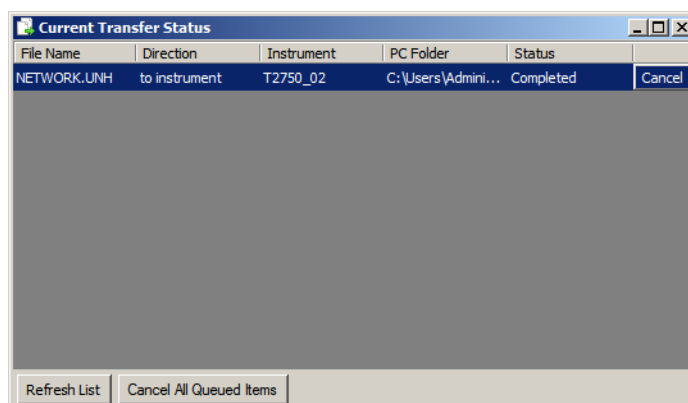 Current Transfer Status
File Name Direction Instrument PC Folder Status
NETWORK.UNH to instrument T2750_02 C:\Users\Admini... Completed Cancel
Refresh List Cancel All Queued Items